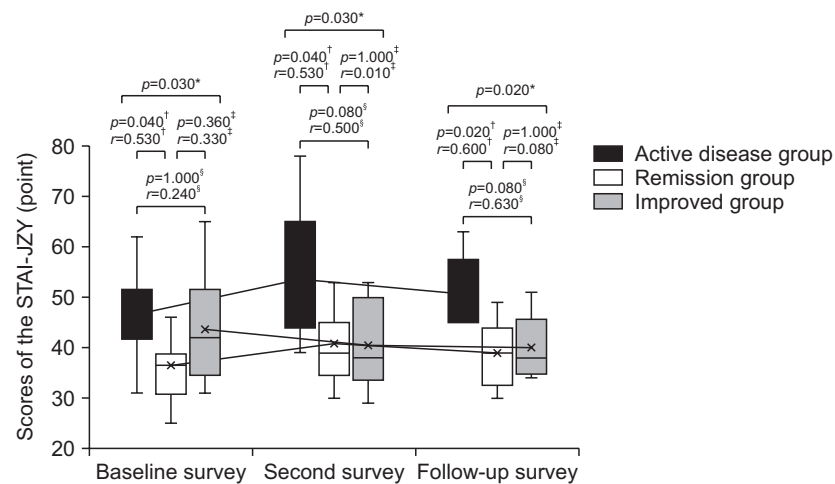 p=0.030*
p=0.040† p=1.000‡
r=0.530† r=0.010‡
p=0.030*
p=0.020*
p=0.080§
r=0.500§
p=0.040† p=0.360‡
r=0.530† r=0.330‡
p=0.020† p=1.000‡
r=0.600† r=0.080‡
p=1.000§
r=0.240§
p=0.080§
r=0.630§
Active disease group
Remission group
Improved group
Scores of the STAI-JZY (point)
80
70
60
50
40
30
20
Baseline survey Second survey Follow-up survey